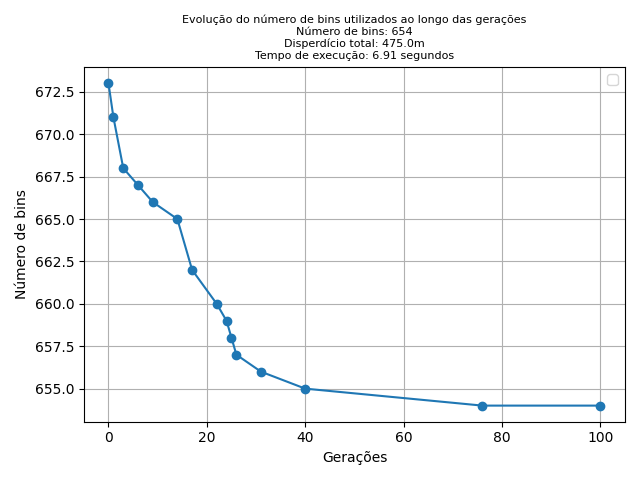 Evolução do número de bins utilizados ao longo das gerações
Número de bins: 654
Disperdício total: 475.0m
Tempo de execução: 6.91 segundos
672.5
670.0
667.5
665.0
662.5
660.0
657.5
655.0
Número de bins
0 20 40 60 80 100
Gerações